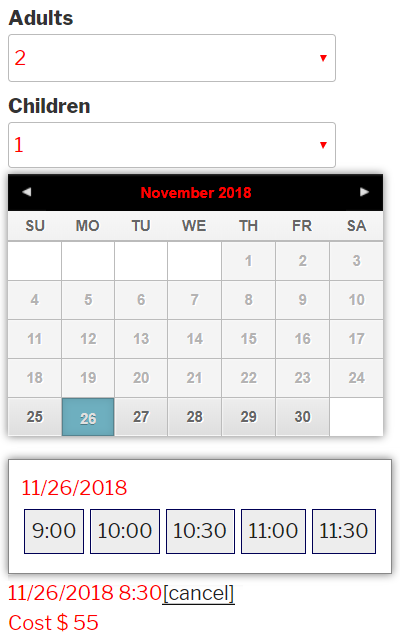 Adults
2
Children
1
November 2018
SU MO TU WE TH FR SA
1 2 3
4 5 6 7 8 9 10
11 12 13 14 15 16 17
18 19 20 21 22 23 24
25 26 27 28 29 30
11/26/2018
9:00 10:00 10:30 11:00 11:30
11/26/2018 8:30[cancel]
Cost $ 55